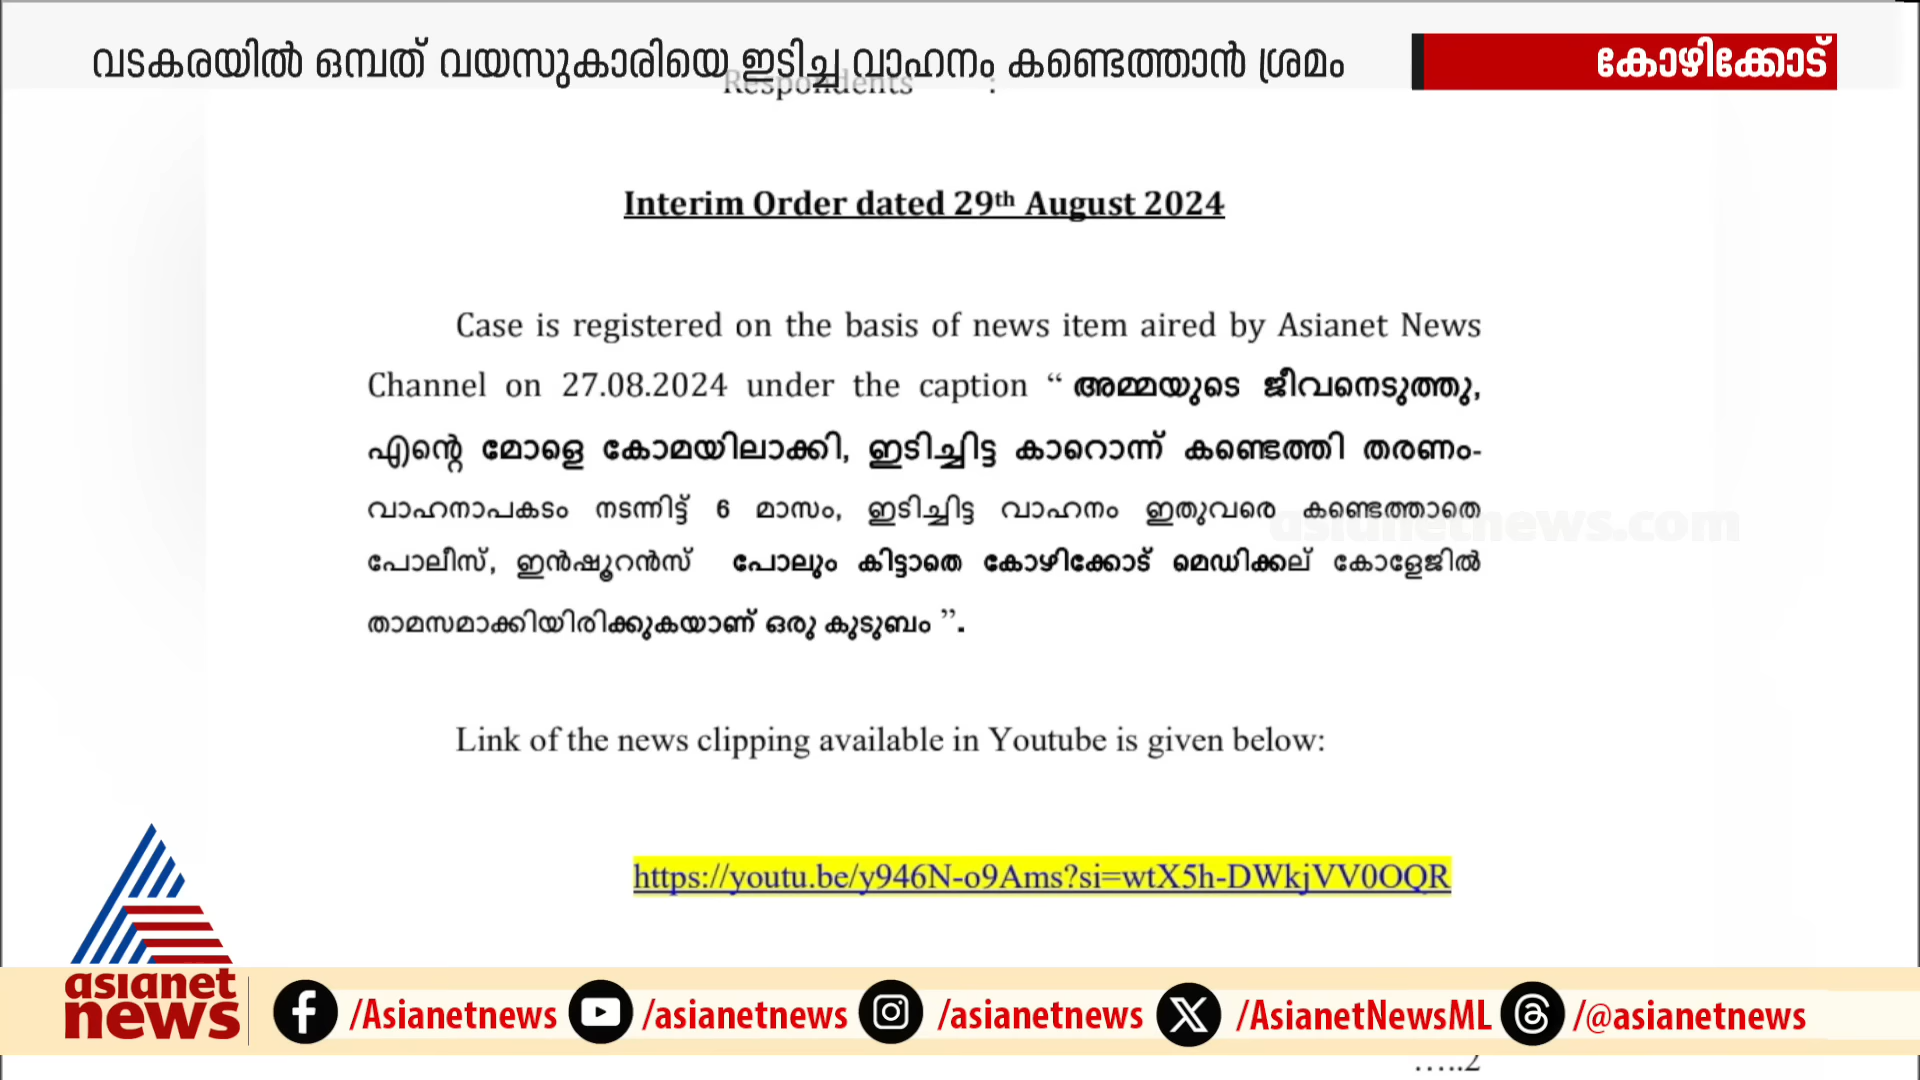 വടകരയിൽ ഒമ്പത് വയസുകാരിയെ ഇടിച്ച വാഹനം കണ്ടെത്താൻ ശ്രമം
കോഴിക്കോട്
Respondents :
Interim Order dated 29th August 2024
Case is registered on the basis of news item aired by Asianet News
Channel on 27.08.2024 under the caption “ അമ്മയുടെ ജീവനെടുത്തു,
എന്റെ മോളെ കോമയിലാക്കി, ഇടിച്ചിട്ട കാറൊന്ന് കണ്ടെത്തി തരണം-
വാഹനാപകടം നടന്നിട്ട് 6 മാസം, ഇടിച്ചിട്ട വാഹനം ഇതുവരെ കണ്ടെത്താതെ
asianetnews.com
പോലീസ്, ഇൻഷൂറൻസ് പോലും കിട്ടാതെ കോഴിക്കോട് മെഡിക്കല് കോളേജിൽ
താമസമാക്കിയിരിക്കുകയാണ് ഒരു കുടുബം ”.
Link of the news clipping available in Youtube is given below:
https://youtu.be/y946N-o9Ams?si=wtX5h-DWkjVV0OQR
asianet
news
/Asianetnews /asianetnews /asianetnews /AsianetNewsML /@asianetnews
.....2